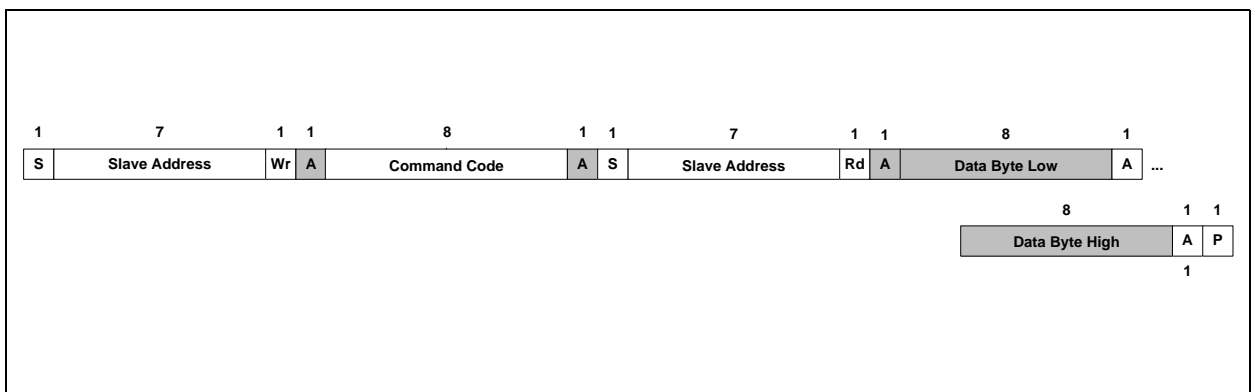 1 7 1 1 8 1 1 7 1 1 8 1
S Slave Address Wr A Command Code A S Slave Address Rd A Data Byte Low A ...
8 1 1
Data Byte High A P
1